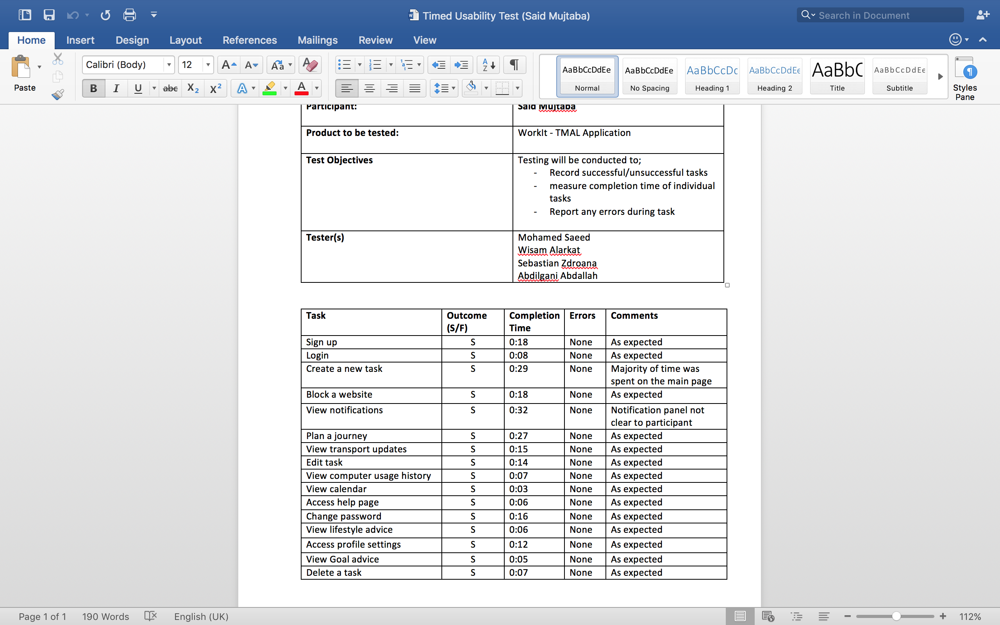 Timed Usability Test (Said Mujtaba)
Search in Document
Home Insert Design Layout References Mailings Review View
Paste
Calibri (Body) 12
AaBbCcDdEe AaBbCcDdEe AaBbCcDc AaBbCcDdEe AaBbC AaBbCcDdEe
Normal No Spacing Heading 1 Heading 2 Title Subtitle
Styles Pane
Participant: Said Mujtaba
Product to be tested: WorkIt - TMAL Application
Test Objectives Testing will be conducted to;
- Record successful/unsuccessful tasks
- measure completion time of individual
tasks
- Report any errors during task
Tester(s) Mohamed Saeed
Wisam Alarkat
Sebastian Zdroana
Abdilgani Abdallah
Task Outcome (S/F) Completion Time Errors Comments
Sign up S 0:18 None As expected
Login S 0:08 None As expected
Create a new task S 0:29 None Majority of time was
spent on the main page
Block a website S 0:18 None As expected
View notifications S 0:32 None Notification panel not
clear to participant
Plan a journey S 0:27 None As expected
View transport updates S 0:15 None As expected
Edit task S 0:14 None As expected
View computer usage history S 0:07 None As expected
View calendar S 0:03 None As expected
Access help page S 0:06 None As expected
Change password S 0:16 None As expected
View lifestyle advice S 0:06 None As expected
Access profile settings S 0:12 None As expected
View Goal advice S 0:05 None As expected
Delete a task S 0:07 None As expected
Page 1 of 1 190 Words English (UK) 112%